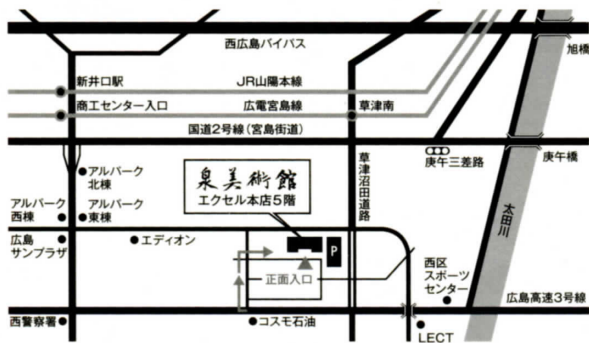 西広島バイパス
旭橋
新井口駅
JR山陽本線
商工センター入口
広電宮島線
草津南
国道2号線(宮島街道)
庚午三差路
庚午橋
アルパーク
北棟
泉美術館
エクセル本店5階
草津沼田道路
太田川
アルパーク
西棟
アルパーク
東棟
広島
サンプラザ
エディオン
P
正面入口
西区
スポーツ
センター
広島高速3号線
西警察署
コスモ石油
LECT